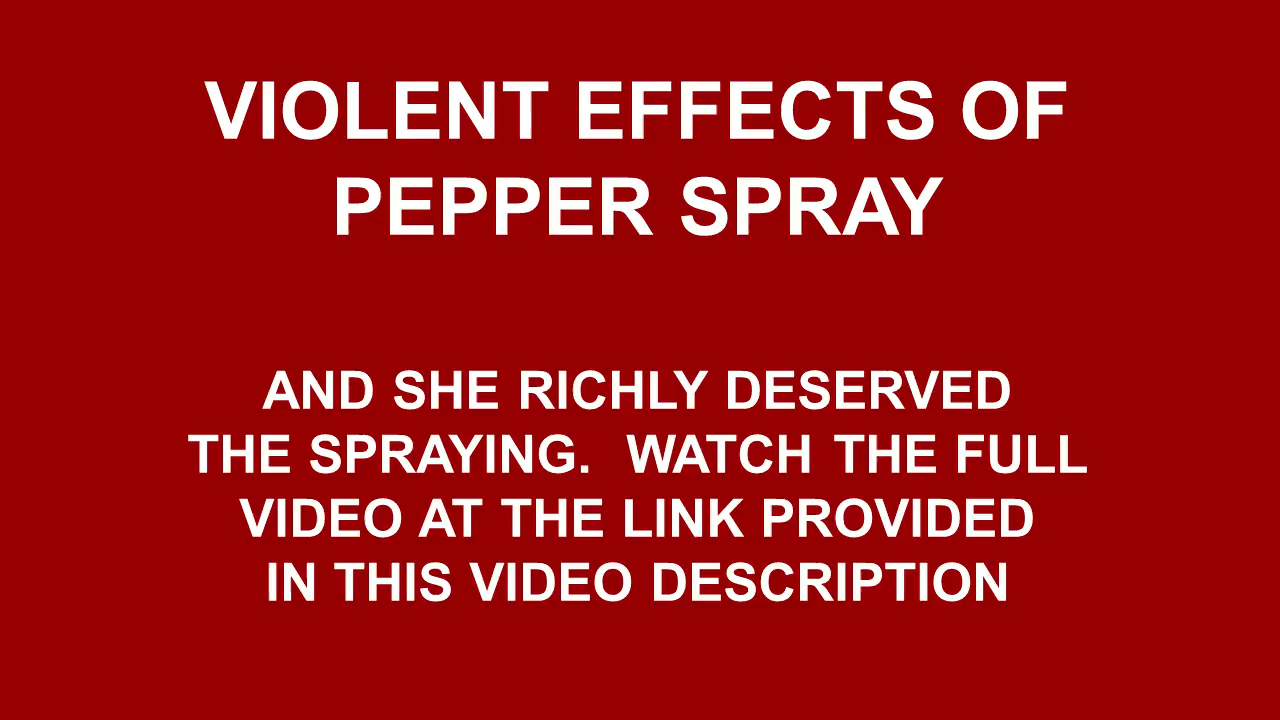 VIOLENT EFFECTS OF
PEPPER SPRAY
AND SHE RICHLY DESERVED
THE SPRAYING.  WATCH THE FULL
VIDEO AT THE LINK PROVIDED
IN THIS VIDEO DESCRIPTION